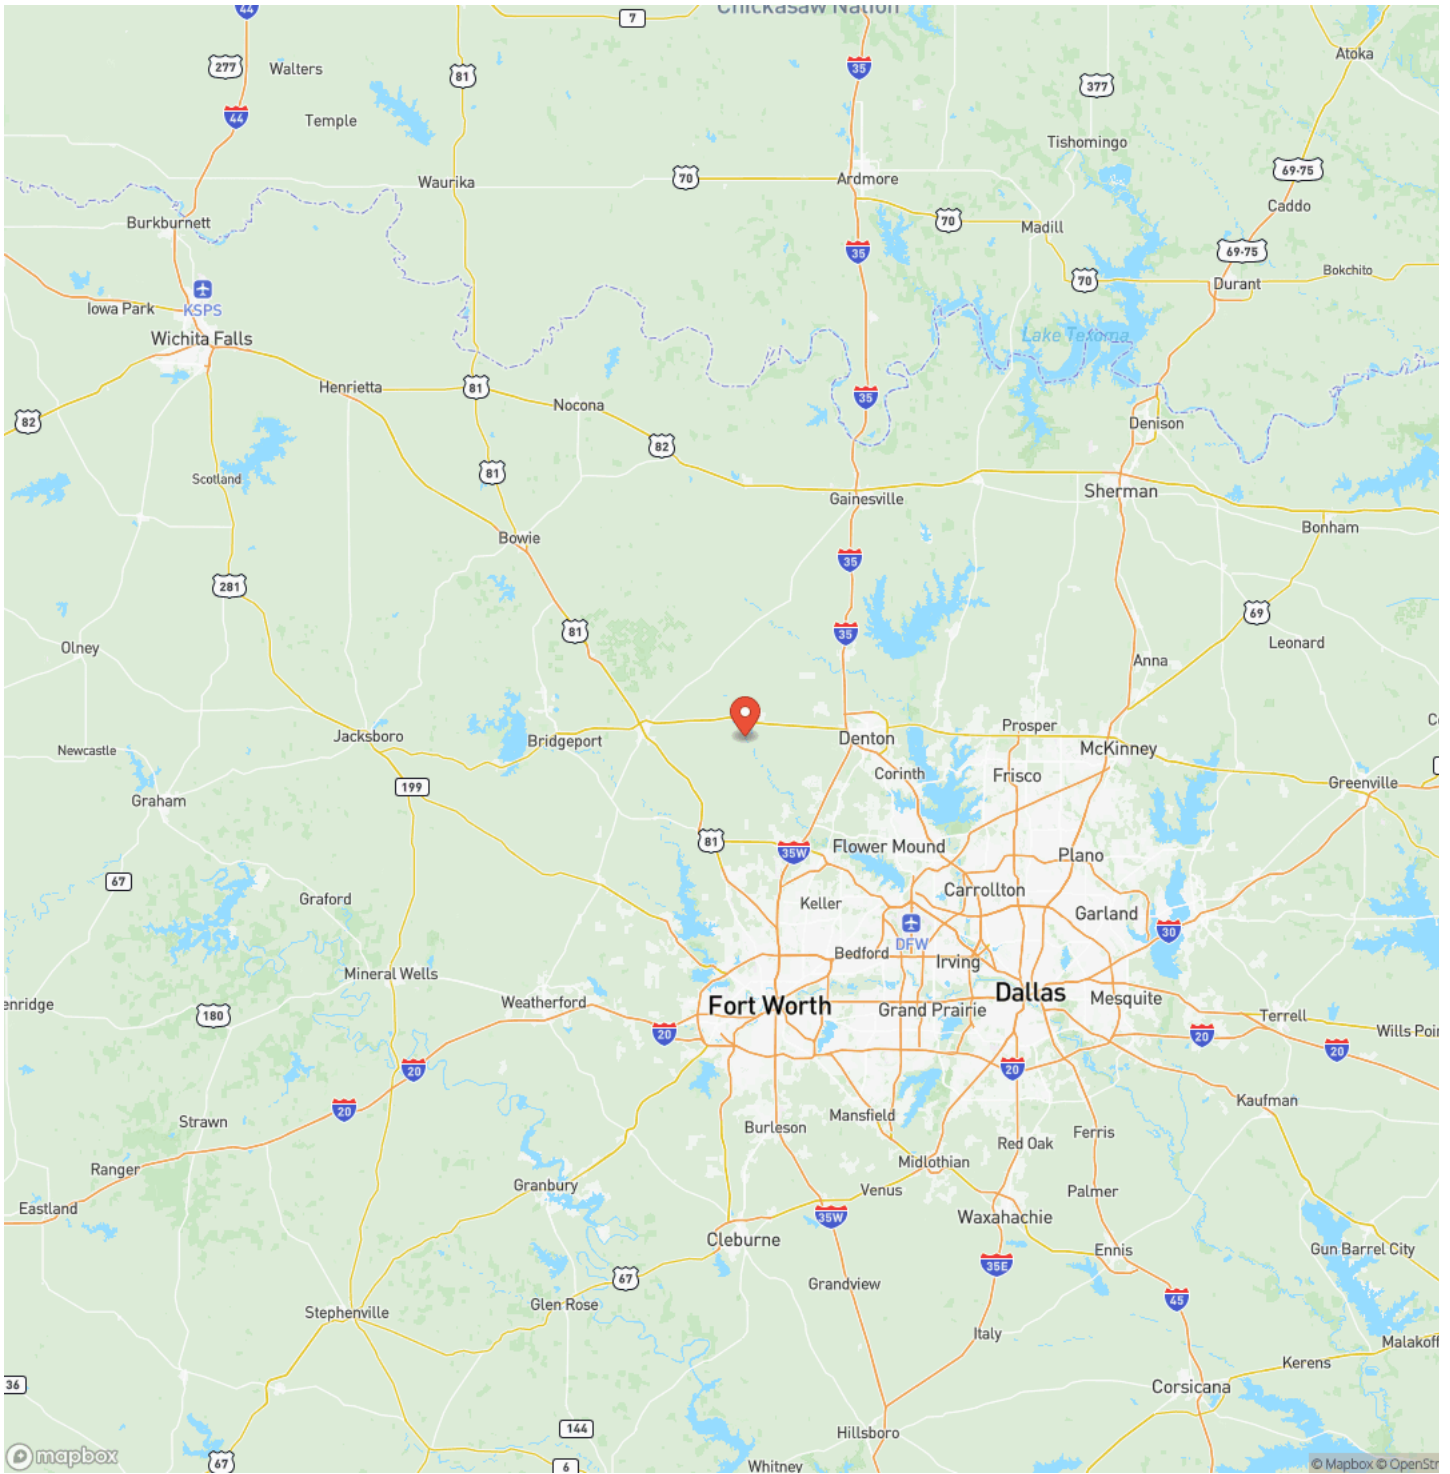 Chickasaw Nation
44
7
35
Atoka
277
Walters
81
377
44
Temple
Tishomingo
69-75
Waurika
70
Ardmore
Caddo
Burkburnett
70
Madill
35
69-75
Bokchito
70
Durant
KSPS
Iowa Park
Wichita Falls
Lake Texoma
Henrietta
81
35
Nocona
82
Denison
82
81
Scotland
Sherman
Gainesville
Bonham
Bowie
35
281
69
81
35
Leonard
Olney
Anna
Prosper
Jacksboro
Bridgeport
Denton
McKinney
Newcastle
Corinth
Frisco
Greenville
199
Graham
81
35W
Flower Mound
Plano
67
Carrollton
Graford
Keller
Garland
30
DFW
Bedford
Irving
Mineral Wells
Dallas
Mesquite
enridge
Weatherford
Fort Worth
Grand Prairie
180
Terrell
20
Wills Poin
20
20
20
20
20
Kaufman
Mansfield
Strawn
Burleson
Ferris
Red Oak
Ranger
Midlothian
Granbury
Venus
Palmer
Eastland
35W
Waxahachie
Cleburne
Ennis
Gun Barrel City
35E
67
Grandview
45
Glen Rose
Stephenville
Italy
Malakoff
Kerens
36
Corsicana
144
Hillsboro
mapbox
67
6
Whitney
© Mapbox © OpenStr